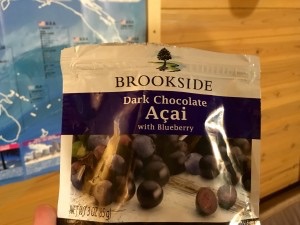 BROOKSIDE
Dark Chocolate
Açai
with Blueberry
NET WT 3 OZ (85g)